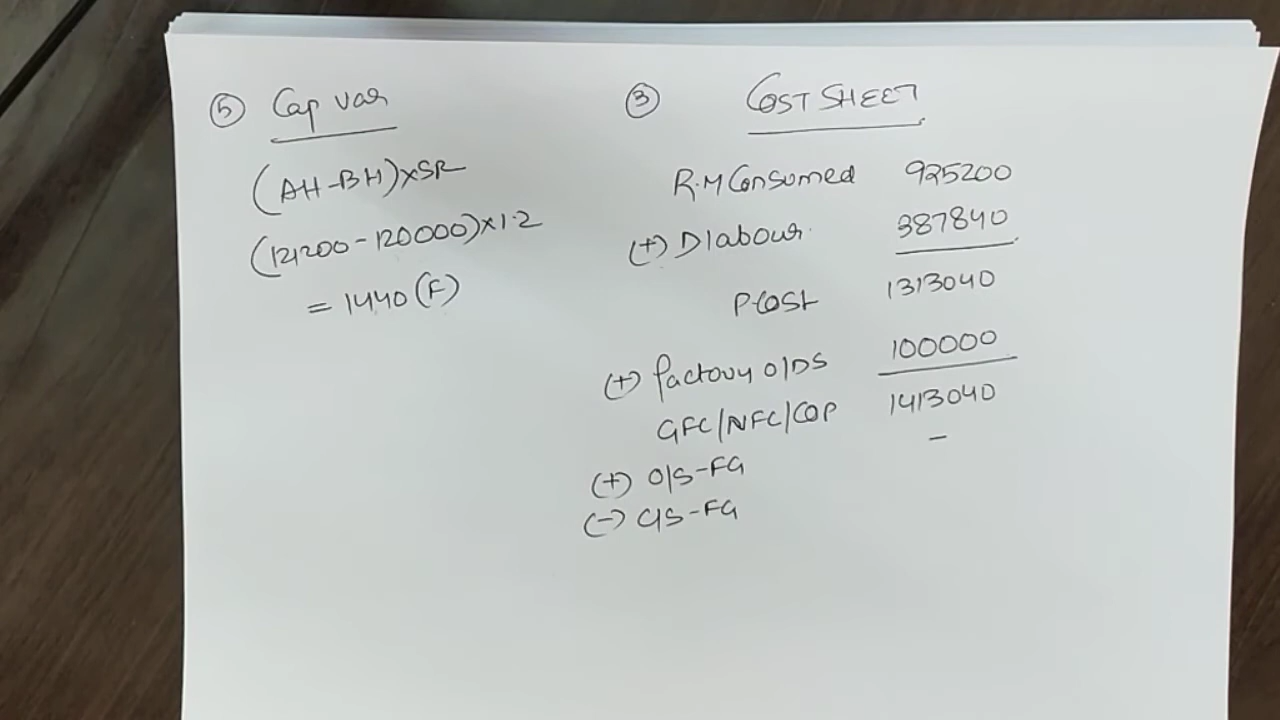 ⑤ Cap var
(AH-BH)×SR
(121200-120000)×1.2
= 1440 (F)
③ COST SHEET
R.M Consumed 925200
(+) D labour. 387840
P.Cost 1313040
(+) factory O/DS 100000
GFC/NFC/COP 1413040
(+) O/S-FG -
(-) C/S-FG